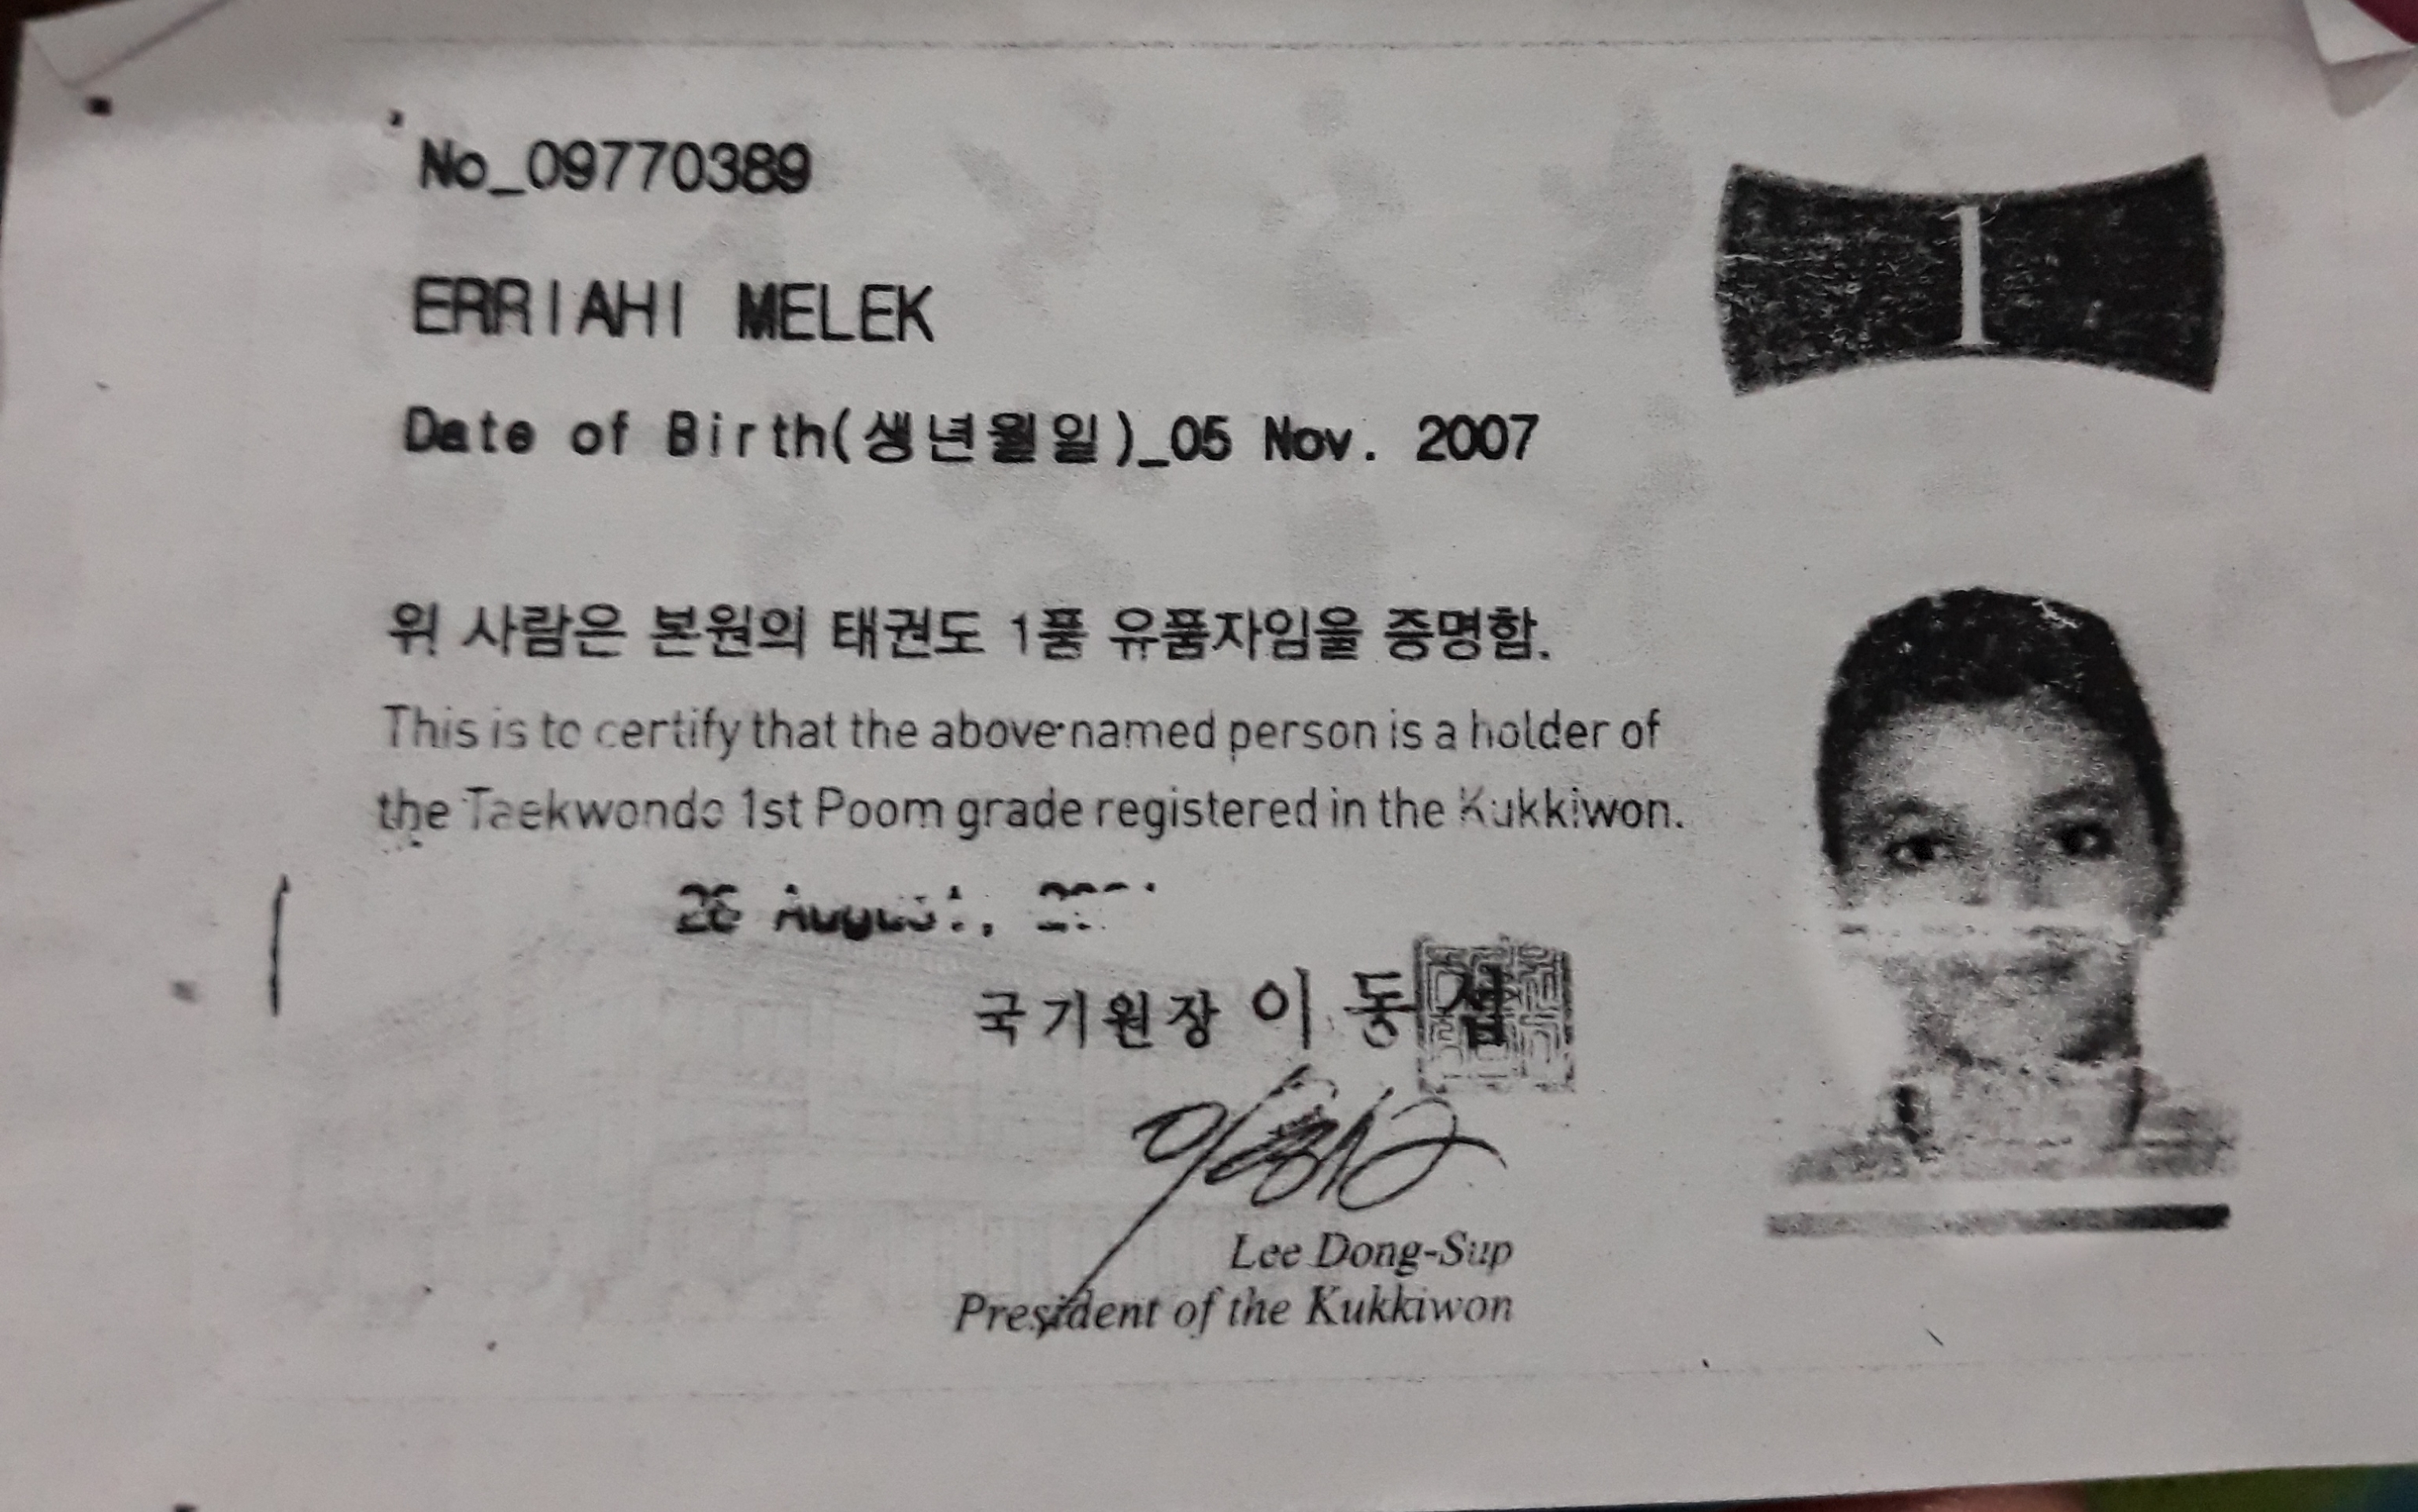 No_09770389
1
ERRIAHI MELEK
Date of Birth(생년월일)_05 Nov. 2007
위 사람은 본원의 태권도 1품 유품자임을 증명함.
This is to certify that the above-named person is a holder of
the Taekwondo 1st Poom grade registered in the Kukkiwon.
August,
국기원장 이 동 섭
Lee Dong-Sup
President of the Kukkiwon